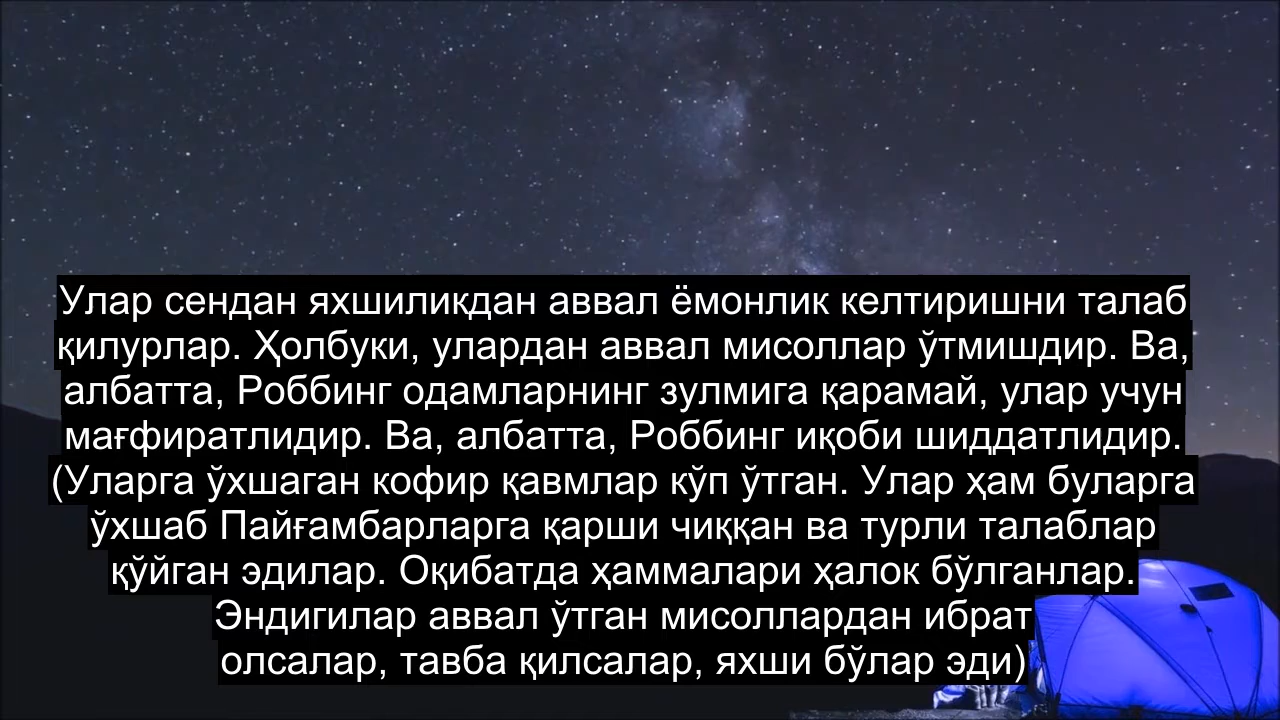 Улар сендан яхшиликдан аввал ёмонлик келтиришни талаб
қилурлар. Ҳолбуки, улардан аввал мисоллар ўтмишдир. Ва,
албатта, Роббинг одамларнинг зулмига қарамай, улар учун
мағфиратлидир. Ва, албатта, Роббинг иқоби шиддатлидир.
(Уларга ўхшаган кофир қавмлар кўп ўтган. Улар ҳам буларга
ўхшаб Пайғамбарларга қарши чиққан ва турли талаблар
қўйган эдилар. Оқибатда ҳаммалари ҳалок бўлганлар.
Эндигилар аввал ўтган мисоллардан ибрат
олсалар, тавба қилсалар, яхши бўлар эди)